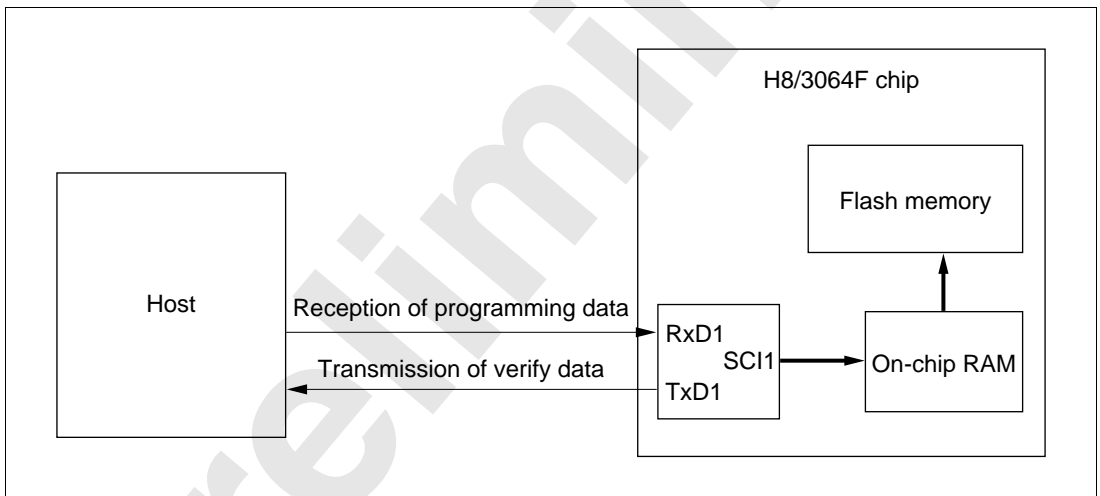 H8/3064F chip
Flash memory
Host
Reception of programming data
RxD1
SCI1
On-chip RAM
Transmission of verify data
TxD1
relimin